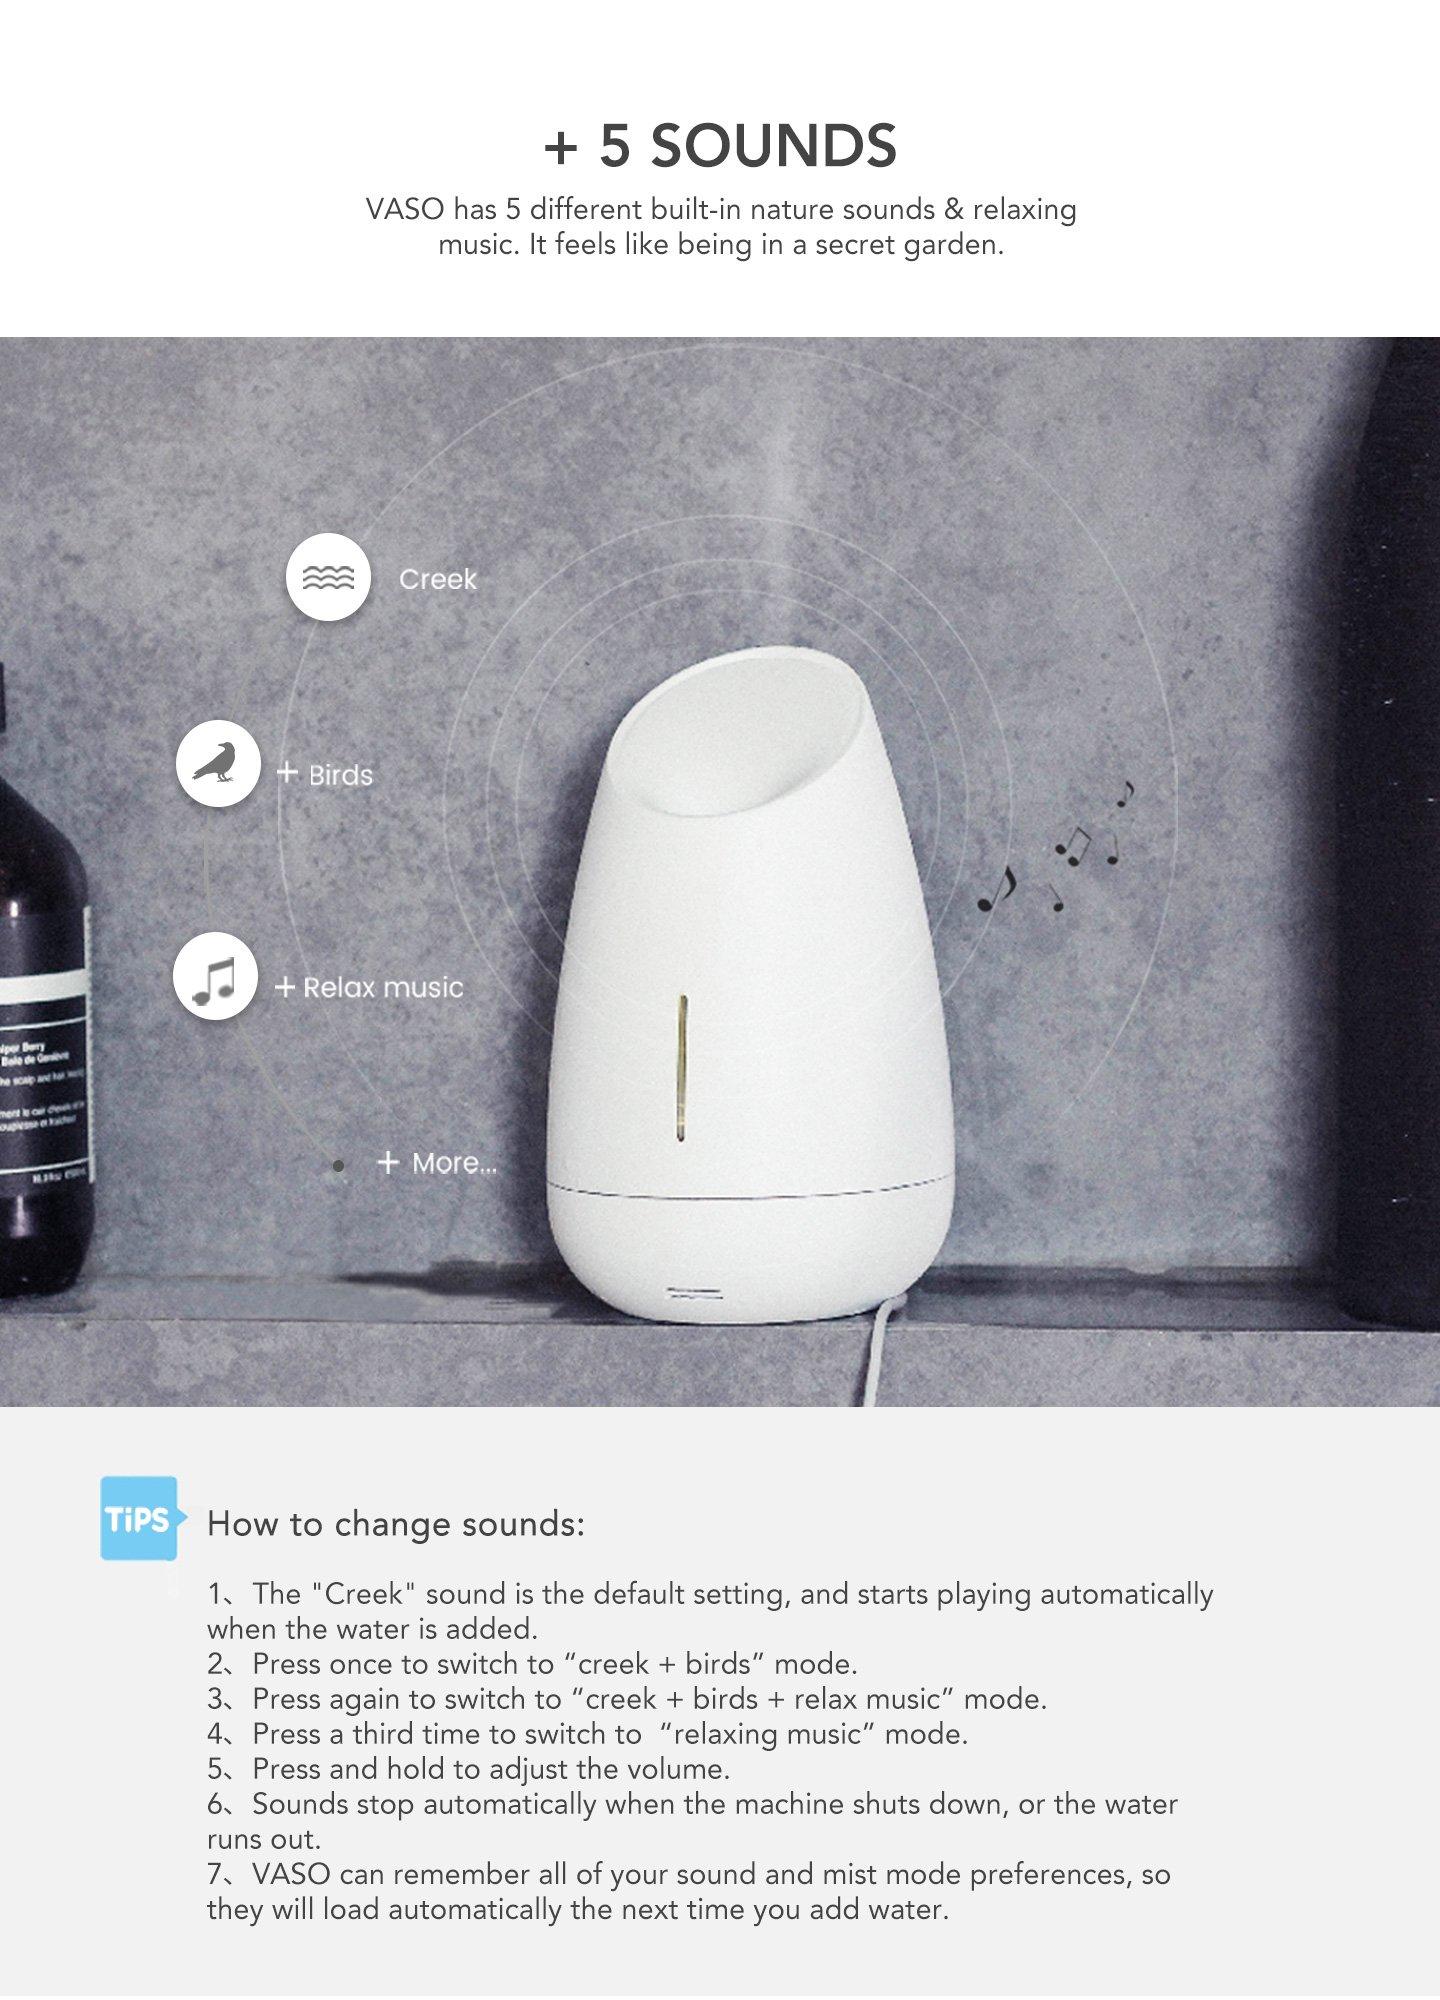 + 5 SOUNDS
VASO has 5 different built-in nature sounds & relaxing
music. It feels like being in a secret garden.
Creek
+ Birds
+ Relax music
+ More...
Berry
TiPS
How to change sounds:
1、 The "Creek" sound is the default setting, and starts playing automatically
when the water is added.
2、 Press once to switch to “creek + birds” mode.
3、 Press again to switch to “creek + birds + relax music” mode.
4、 Press a third time to switch to “relaxing music” mode.
5、 Press and hold to adjust the volume.
6、 Sounds stop automatically when the machine shuts down, or the water
runs out.
7、 VASO can remember all of your sound and mist mode preferences, so
they will load automatically the next time you add water.